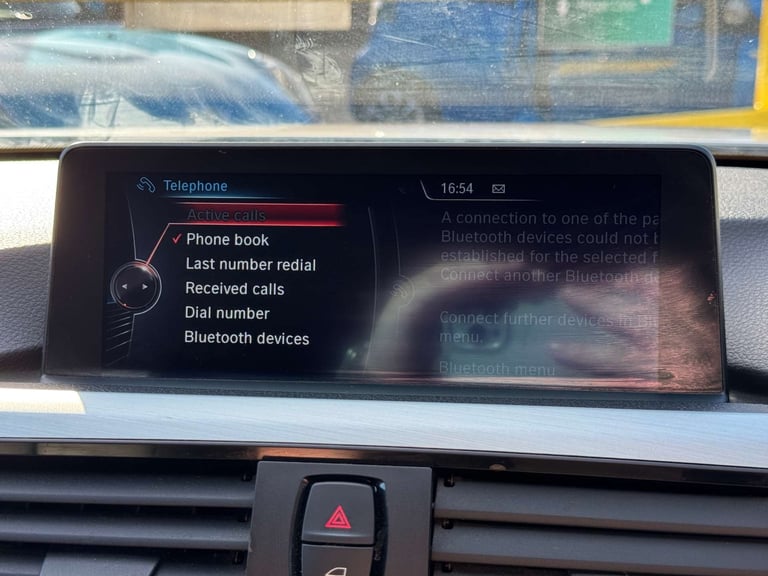 Telephone
16:54
Active calls
Phone book
Last number redial
Received calls
Dial number
Bluetooth devices
A connection to one of the pa
Bluetooth devices could not b
established for the selected f
Connect another Bluetooth de
Connect further devices in Bl
menu.
Bluetooth menu